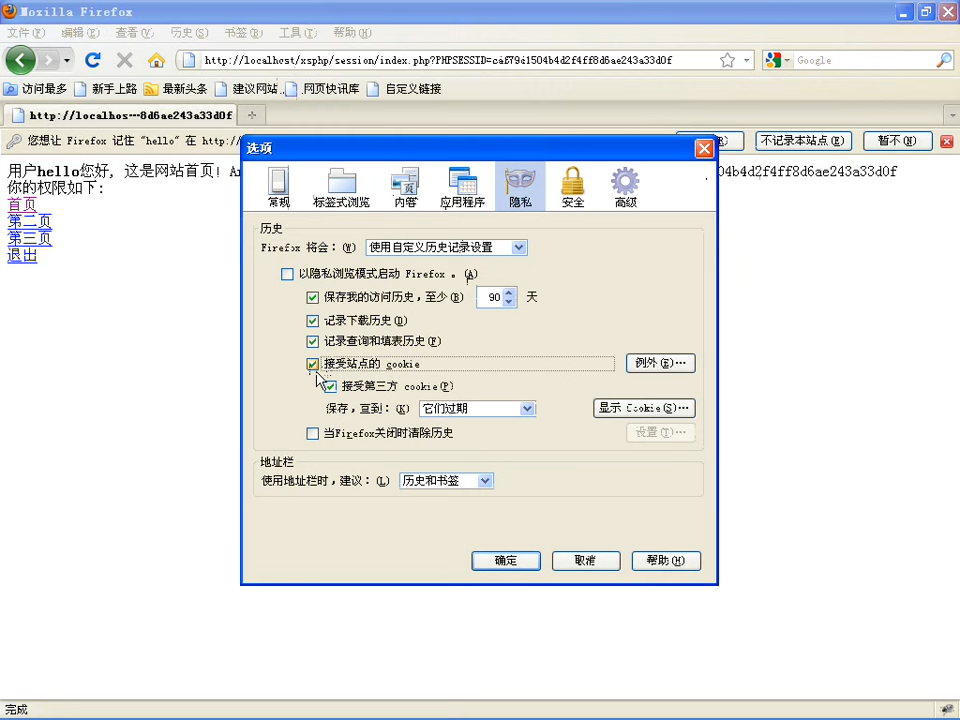 Mozilla Firefox
文件(F) 编辑(E) 查看(V) 历史(S) 书签(B) 工具(T) 帮助(H)
http://localhost/xsphp/session/index.php?PHPSESSID=caf79e1504b4d2f4ff8d6ae243a33d0f
Google
访问最多 新手上路 最新头条 建议网站 .网页快讯库 自定义链接
http://localhos···8d6ae243a33d0f
您想让 Firefox 记住 "hello" 在 http:/ 不记录本站点(E) 暂不(N)
用户hello您好, 这是网站首页!
04b4d2f4ff8d6ae243a33d0f
你的权限如下:
首页
第二页
第三页
退出
选项
常规 标签式浏览 内容 应用程序 隐私 安全 高级
历史
Firefox 将会: (W) 使用自定义历史记录设置
以隐私浏览模式启动 Firefox 。(A)
保存我的访问历史,至少(B) 90 天
记录下载历史(D)
记录查询和填表历史(F)
接受站点的 cookie 例外(E)···
接受第三方 cookie(P)
保存,直到: (K) 它们过期 显示 Cookie(S)···
当Firefox关闭时清除历史 设置(T)···
地址栏
使用地址栏时,建议: (L) 历史和书签
确定 取消 帮助(H)
完成